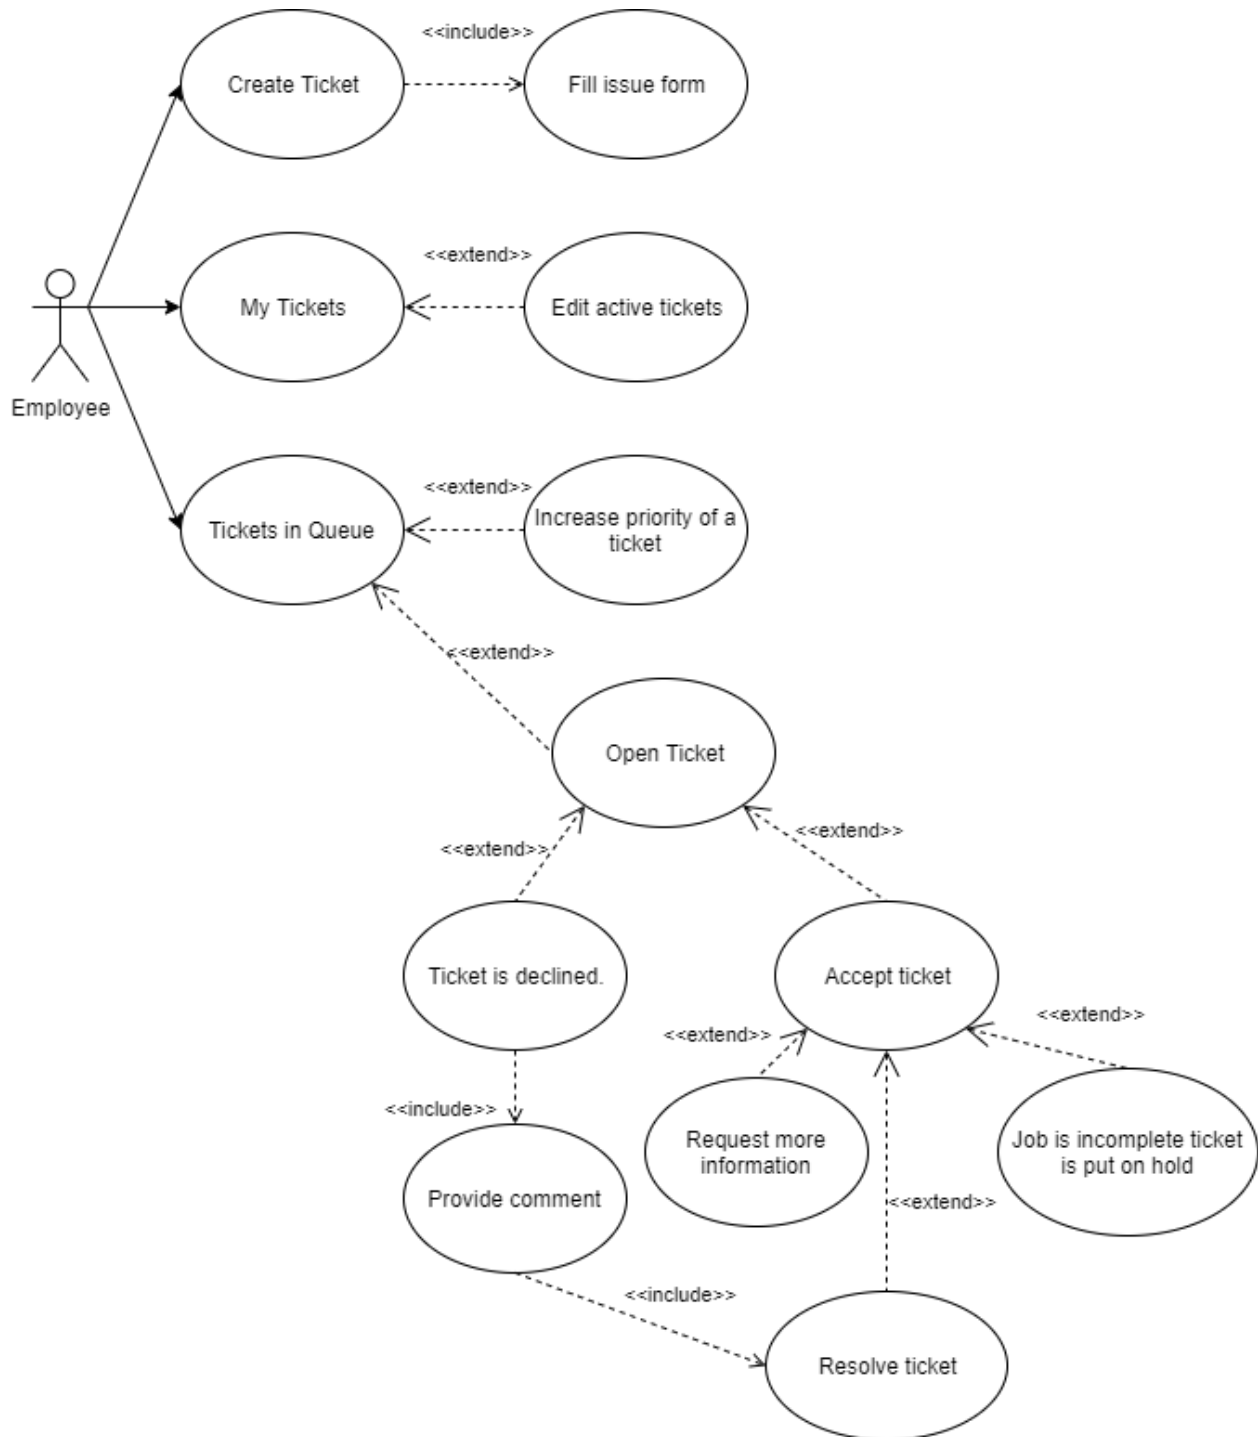 <<include>>
Create Ticket
Fill issue form
<<extend>>
My Tickets
Edit active tickets
Employee
<<extend>>
Tickets in Queue
Increase priority of a
ticket
<<extend>>
Open Ticket
<<extend>>
<<extend>>
Ticket is declined.
Accept ticket
<<extend>>
<<extend>>
<<include>>
Request more
information
Job is incomplete ticket
is put on hold
Provide comment
<<extend>>
<<include>>
Resolve ticket